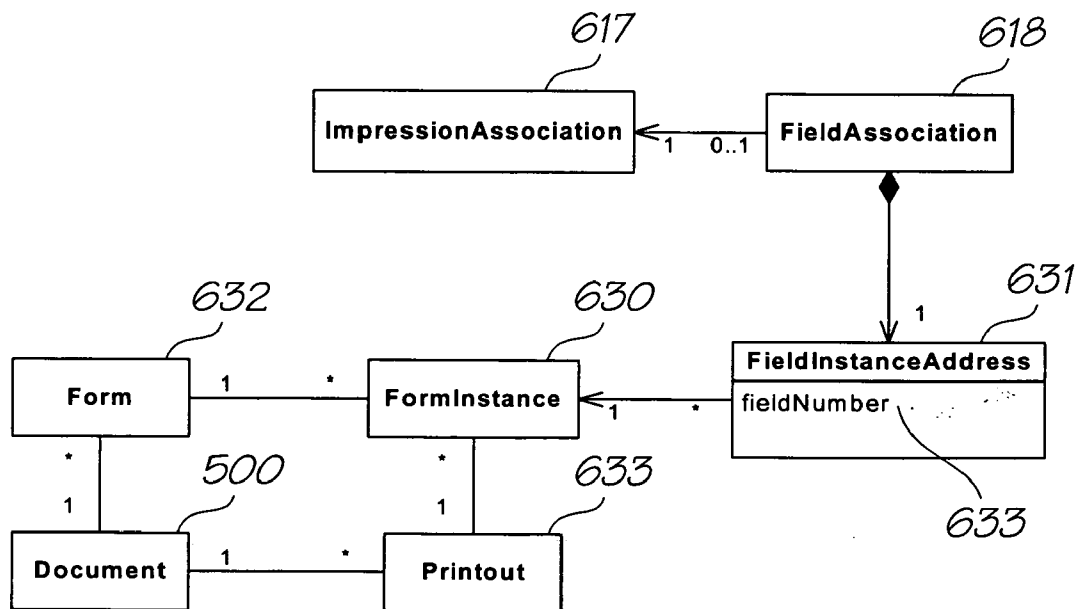 617
618
ImpressionAssociation
1
0..1
FieldAssociation
632
630
1
631
Form
1
*
FormInstance
1
*
FieldInstanceAddress
fieldNumber
*
500
*
633
1
1
633
Document
1
*
Printout